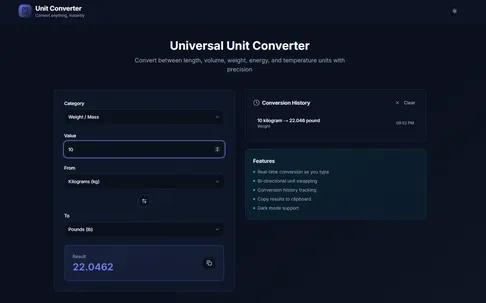 Unit Converter
Convert anything, instantly
Universal Unit Converter
Convert between length, volume, weight, energy, and temperature units with
precision
Category
Weight / Mass
Value
10
From
Kilograms (kg)
To
Pounds (lb)
Result
22.0462
Conversion History
Clear
10 kilogram → 22.046 pound
Weight
09:52 PM
Features
Real-time conversion as you type
Bi-directional unit swapping
Conversion history tracking
Copy results to clipboard
Dark mode support